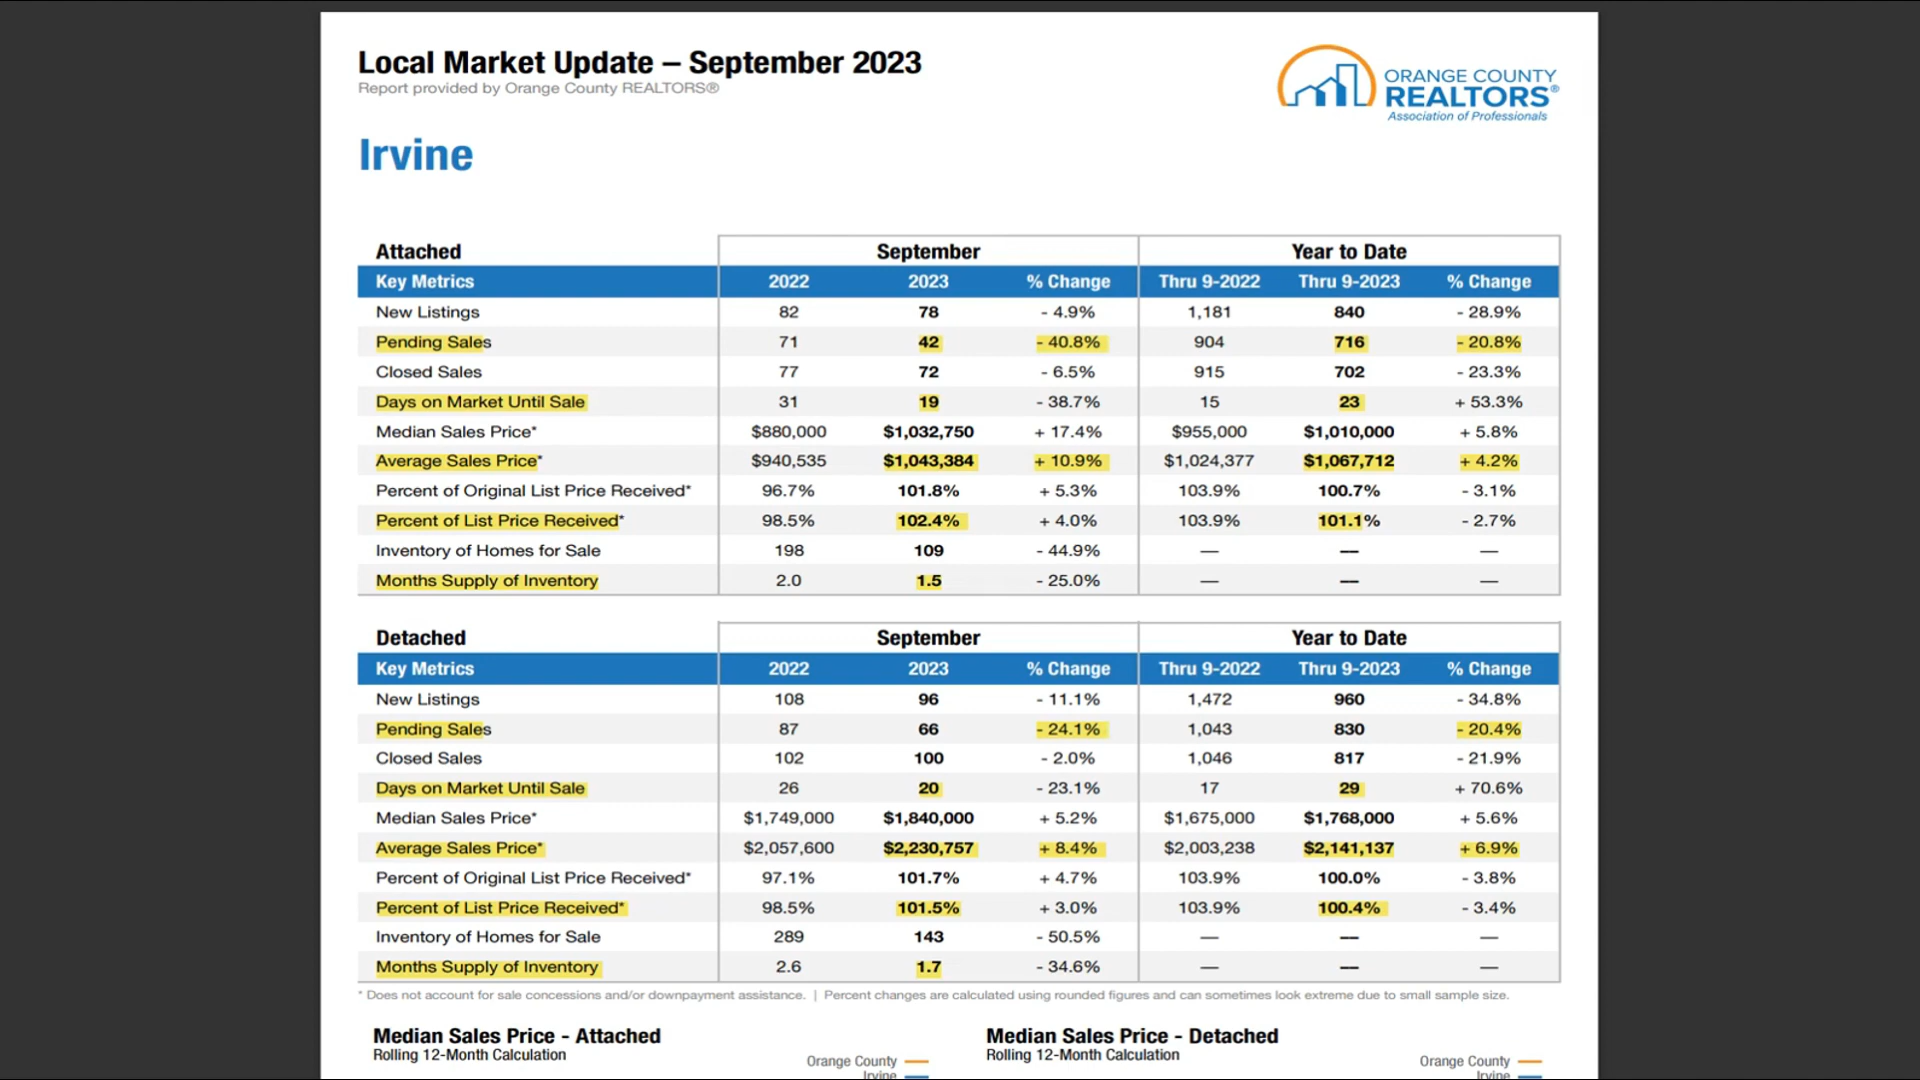 Local Market Update – September 2023
Report provided by Orange County REALTORS®
ORANGE COUNTY
REALTORS®
Association of Professionals
Irvine
Attached September Year to Date
Key Metrics 2022 2023 % Change Thru 9-2022 Thru 9-2023 % Change
New Listings 82 78 - 4.9% 1,181 840 - 28.9%
Pending Sales 71 42 - 40.8% 904 716 - 20.8%
Closed Sales 77 72 - 6.5% 915 702 - 23.3%
Days on Market Until Sale 31 19 - 38.7% 15 23 + 53.3%
Median Sales Price* $880,000 $1,032,750 + 17.4% $955,000 $1,010,000 + 5.8%
Average Sales Price* $940,535 $1,043,384 + 10.9% $1,024,377 $1,067,712 + 4.2%
Percent of Original List Price Received* 96.7% 101.8% + 5.3% 103.9% 100.7% - 3.1%
Percent of List Price Received* 98.5% 102.4% + 4.0% 103.9% 101.1% - 2.7%
Inventory of Homes for Sale 198 109 - 44.9% — — —
Months Supply of Inventory 2.0 1.5 - 25.0% — — —
Detached September Year to Date
Key Metrics 2022 2023 % Change Thru 9-2022 Thru 9-2023 % Change
New Listings 108 96 - 11.1% 1,472 960 - 34.8%
Pending Sales 87 66 - 24.1% 1,043 830 - 20.4%
Closed Sales 102 100 - 2.0% 1,046 817 - 21.9%
Days on Market Until Sale 26 20 - 23.1% 17 29 + 70.6%
Median Sales Price* $1,749,000 $1,840,000 + 5.2% $1,675,000 $1,768,000 + 5.6%
Average Sales Price* $2,057,600 $2,230,757 + 8.4% $2,003,238 $2,141,137 + 6.9%
Percent of Original List Price Received* 97.1% 101.7% + 4.7% 103.9% 100.0% - 3.8%
Percent of List Price Received* 98.5% 101.5% + 3.0% 103.9% 100.4% - 3.4%
Inventory of Homes for Sale 289 143 - 50.5% — — —
Months Supply of Inventory 2.6 1.7 - 34.6% — — —
* Does not account for sale concessions and/or downpayment assistance. | Percent changes are calculated using rounded figures and can sometimes look extreme due to small sample size.
Median Sales Price - Attached
Rolling 12-Month Calculation
Orange County
Irvine
Median Sales Price - Detached
Rolling 12-Month Calculation
Orange County
Irvine